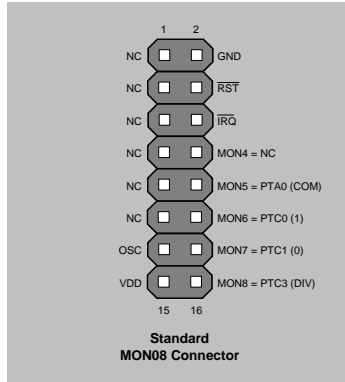 1 2
NC GND
NC RST
NC IRQ
NC MON4 = NC
NC MON5 = PTA0 (COM)
NC MON6 = PTC0 (1)
OSC MON7 = PTC1 (0)
VDD MON8 = PTC3 (DIV)
15 16
Standard
MON08 Connector